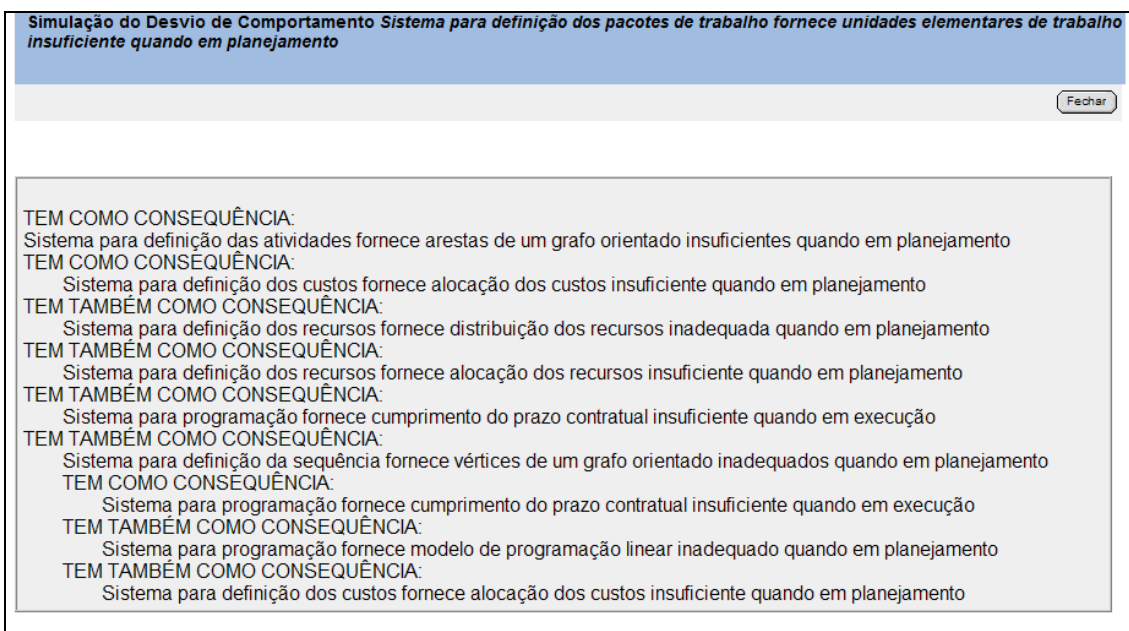 Simulação do Desvio de Comportamento Sistema para definição dos pacotes de trabalho fornece unidades elementares de trabalho
insuficiente quando em planejamento
Fechar
TEM COMO CONSEQUÊNCIA:
Sistema para definição das atividades fornece arestas de um grafo orientado insuficientes quando em planejamento
TEM COMO CONSEQUÊNCIA:
Sistema para definição dos custos fornece alocação dos custos insuficiente quando em planejamento
TEM TAMBÉM COMO CONSEQUÊNCIA:
Sistema para definição dos recursos fornece distribuição dos recursos inadequada quando em planejamento
TEM TAMBÉM COMO CONSEQUÊNCIA:
Sistema para definição dos recursos fornece alocação dos recursos insuficiente quando em planejamento
TEM TAMBÉM COMO CONSEQUÊNCIA:
Sistema para programação fornece cumprimento do prazo contratual insuficiente quando em execução
TEM TAMBÉM COMO CONSEQUÊNCIA:
Sistema para definição da sequência fornece vértices de um grafo orientado inadequados quando em planejamento
TEM COMO CONSEQUÊNCIA:
Sistema para programação fornece cumprimento do prazo contratual insuficiente quando em execução
TEM TAMBÉM COMO CONSEQUÊNCIA:
Sistema para programação fornece modelo de programação linear inadequado quando em planejamento
TEM TAMBÉM COMO CONSEQUÊNCIA:
Sistema para definição dos custos fornece alocação dos custos insuficiente quando em planejamento